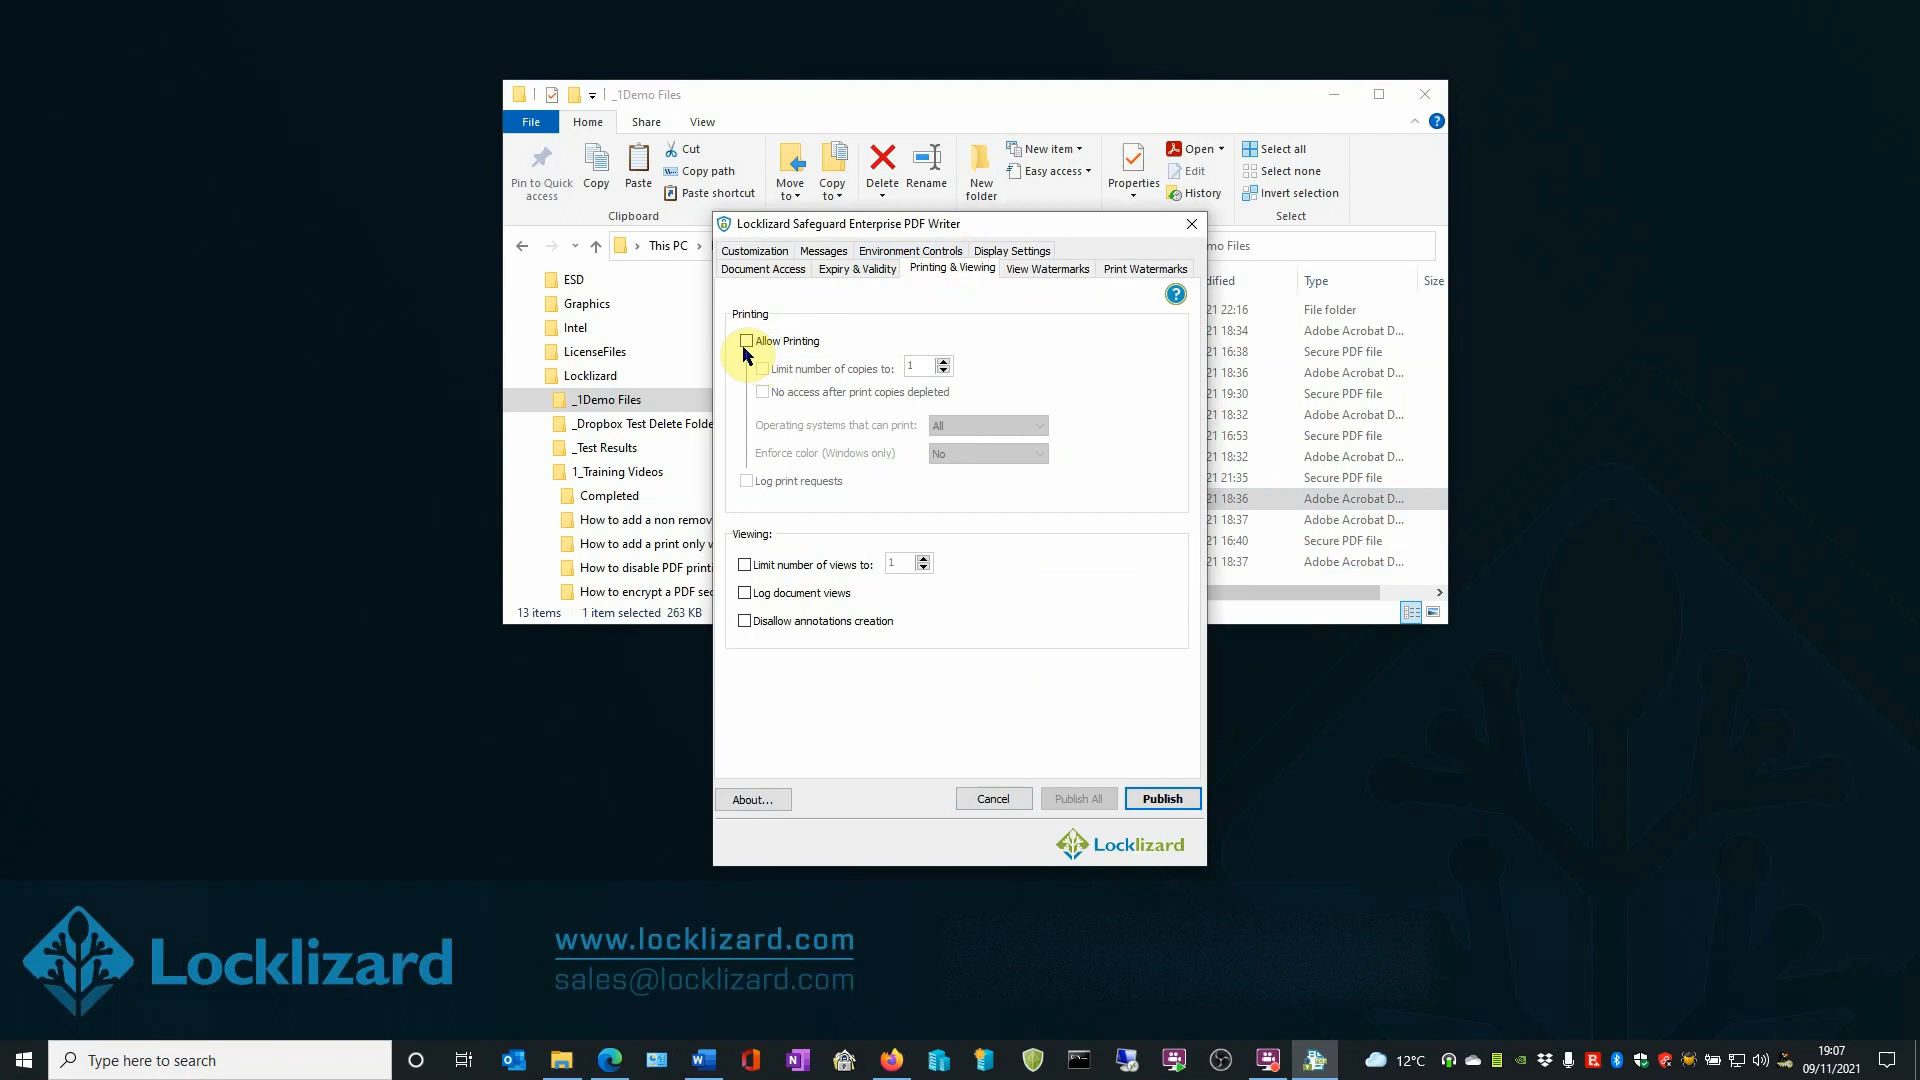 _1Demo Files
File Home Share View
Pin to Quick access
Copy
Paste
Cut
Copy path
Paste shortcut
Clipboard
Move to
Copy to
Delete
Rename
New folder
New item
Easy access
Properties
Open
Edit
History
Select all
Select none
Invert selection
Select
This PC
mo Files
ESD
Graphics
Intel
LicenseFiles
Locklizard
_1Demo Files
_Dropbox Test Delete Folde
_Test Results
1_Training Videos
Completed
How to add a non remov
How to add a print only w
How to disable PDF print
How to encrypt a PDF sec
13 items 1 item selected 263 KB
Locklizard Safeguard Enterprise PDF Writer
Customization Messages Environment Controls Display Settings
Document Access Expiry & Validity Printing & Viewing View Watermarks Print Watermarks
?
Printing
Allow Printing
Limit number of copies to: 1
No access after print copies depleted
Operating systems that can print: All
Enforce color (Windows only) No
Log print requests
Viewing:
Limit number of views to: 1
Log document views
Disallow annotations creation
About... Cancel Publish All Publish
Locklizard
dified Type Size
21 22:16 File folder
21 18:34 Adobe Acrobat D...
21 16:38 Secure PDF file
21 18:36 Adobe Acrobat D...
21 19:30 Secure PDF file
21 18:32 Adobe Acrobat D...
21 16:53 Secure PDF file
21 18:32 Adobe Acrobat D...
21 21:35 Secure PDF file
21 18:36 Adobe Acrobat D...
21 18:37 Adobe Acrobat D...
21 16:40 Secure PDF file
21 18:37 Adobe Acrobat D...
Locklizard
www.locklizard.com
sales@locklizard.com
Type here to search
12°C
19:07
09/11/2021